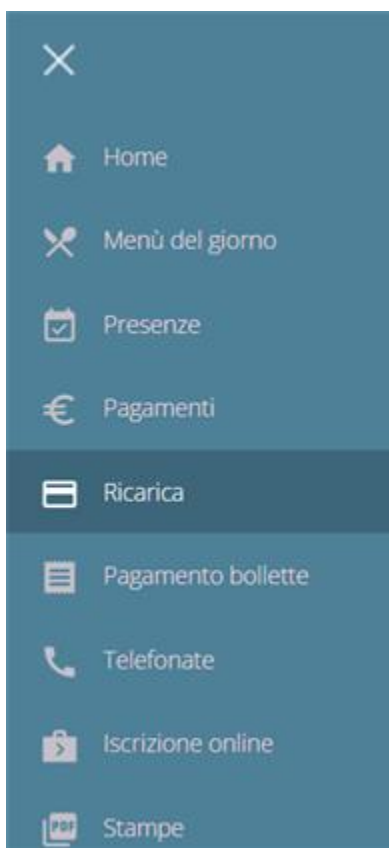 Home
Menù del giorno
Presenze
Pagamenti
Ricarica
Pagamento bollette
Telefonate
Iscrizione online
PDF
Stampe